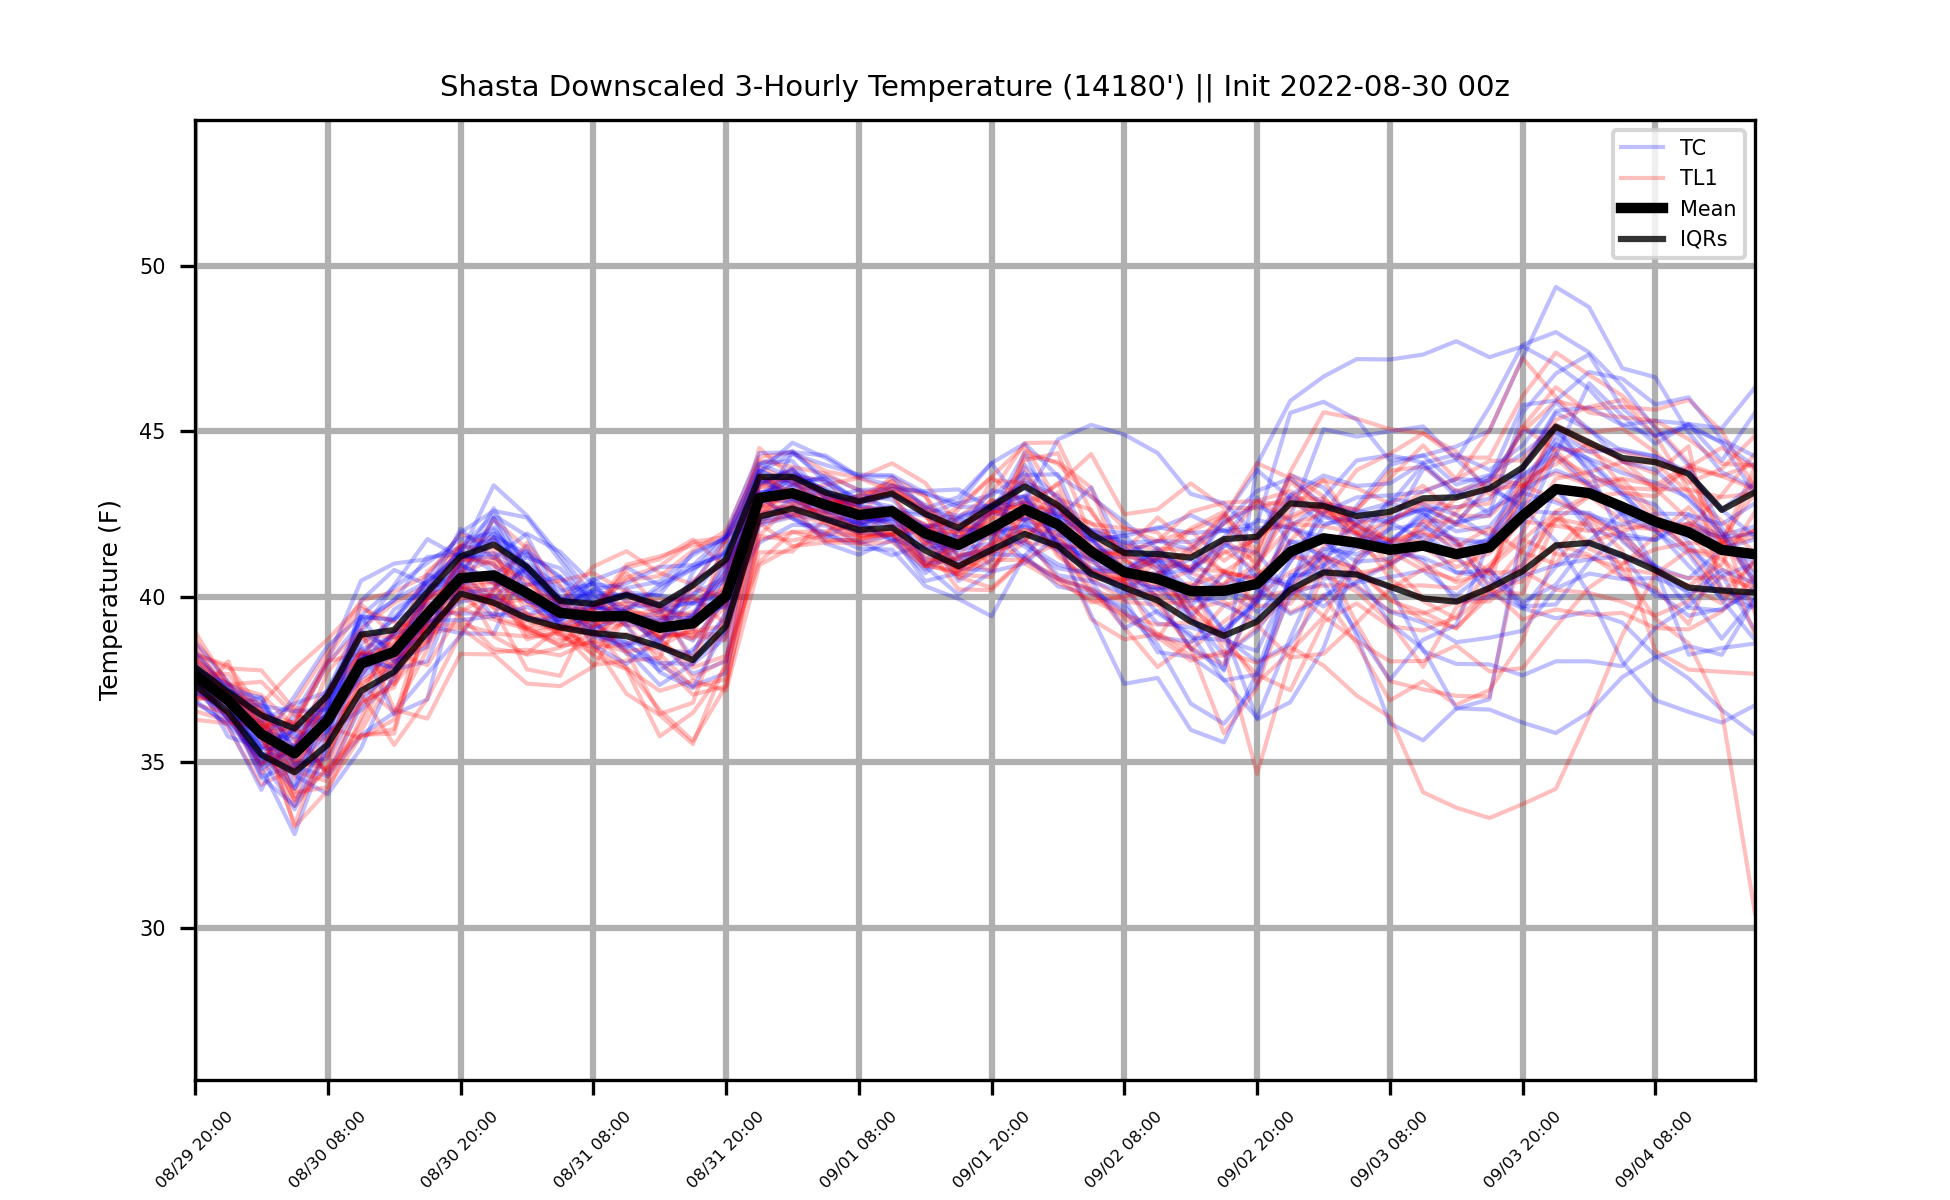 Shasta Downscaled 3-Hourly Temperature (14180') || Init 2022-08-30 00z
TC
TL1
Mean
IQRs
Temperature (F)
50
45
40
35
30
08/29 20:00
08/30 08:00
08/30 20:00
08/31 08:00
08/31 20:00
09/01 08:00
09/01 20:00
09/02 08:00
09/02 20:00
09/03 08:00
09/03 20:00
09/04 08:00